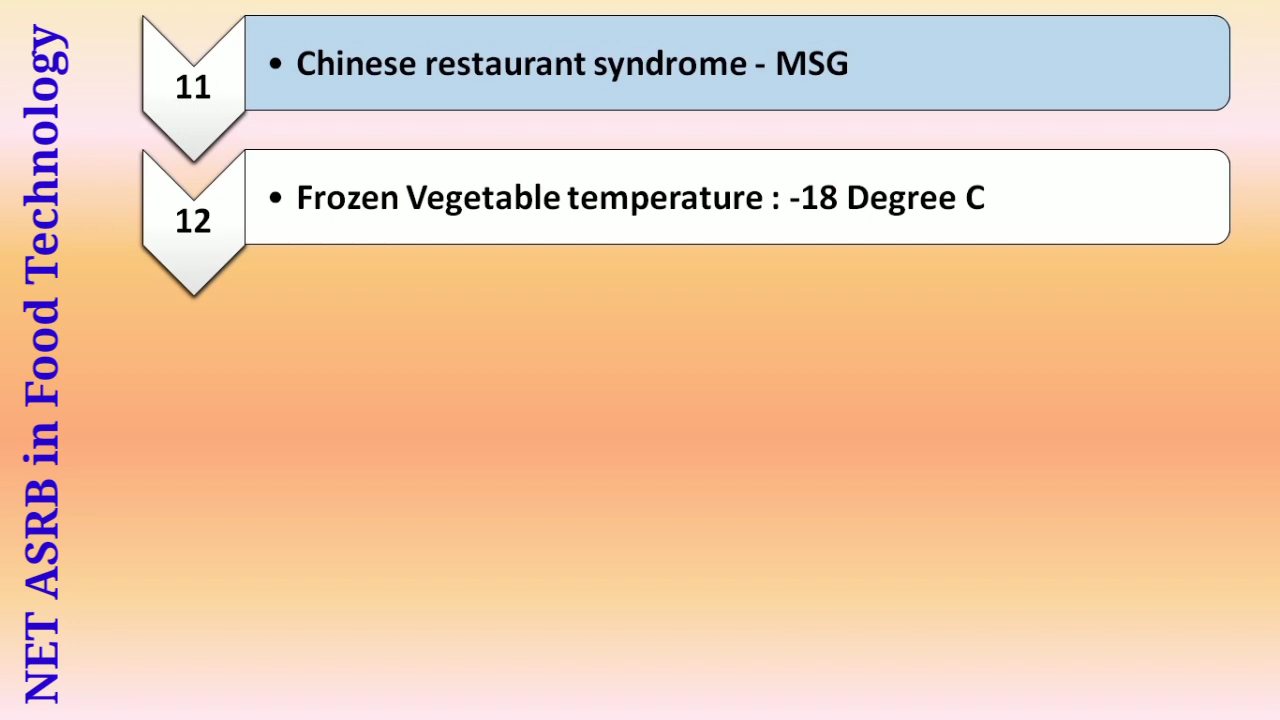 NET ASRB in Food Technology
11
• Chinese restaurant syndrome - MSG
12
• Frozen Vegetable temperature : -18 Degree C